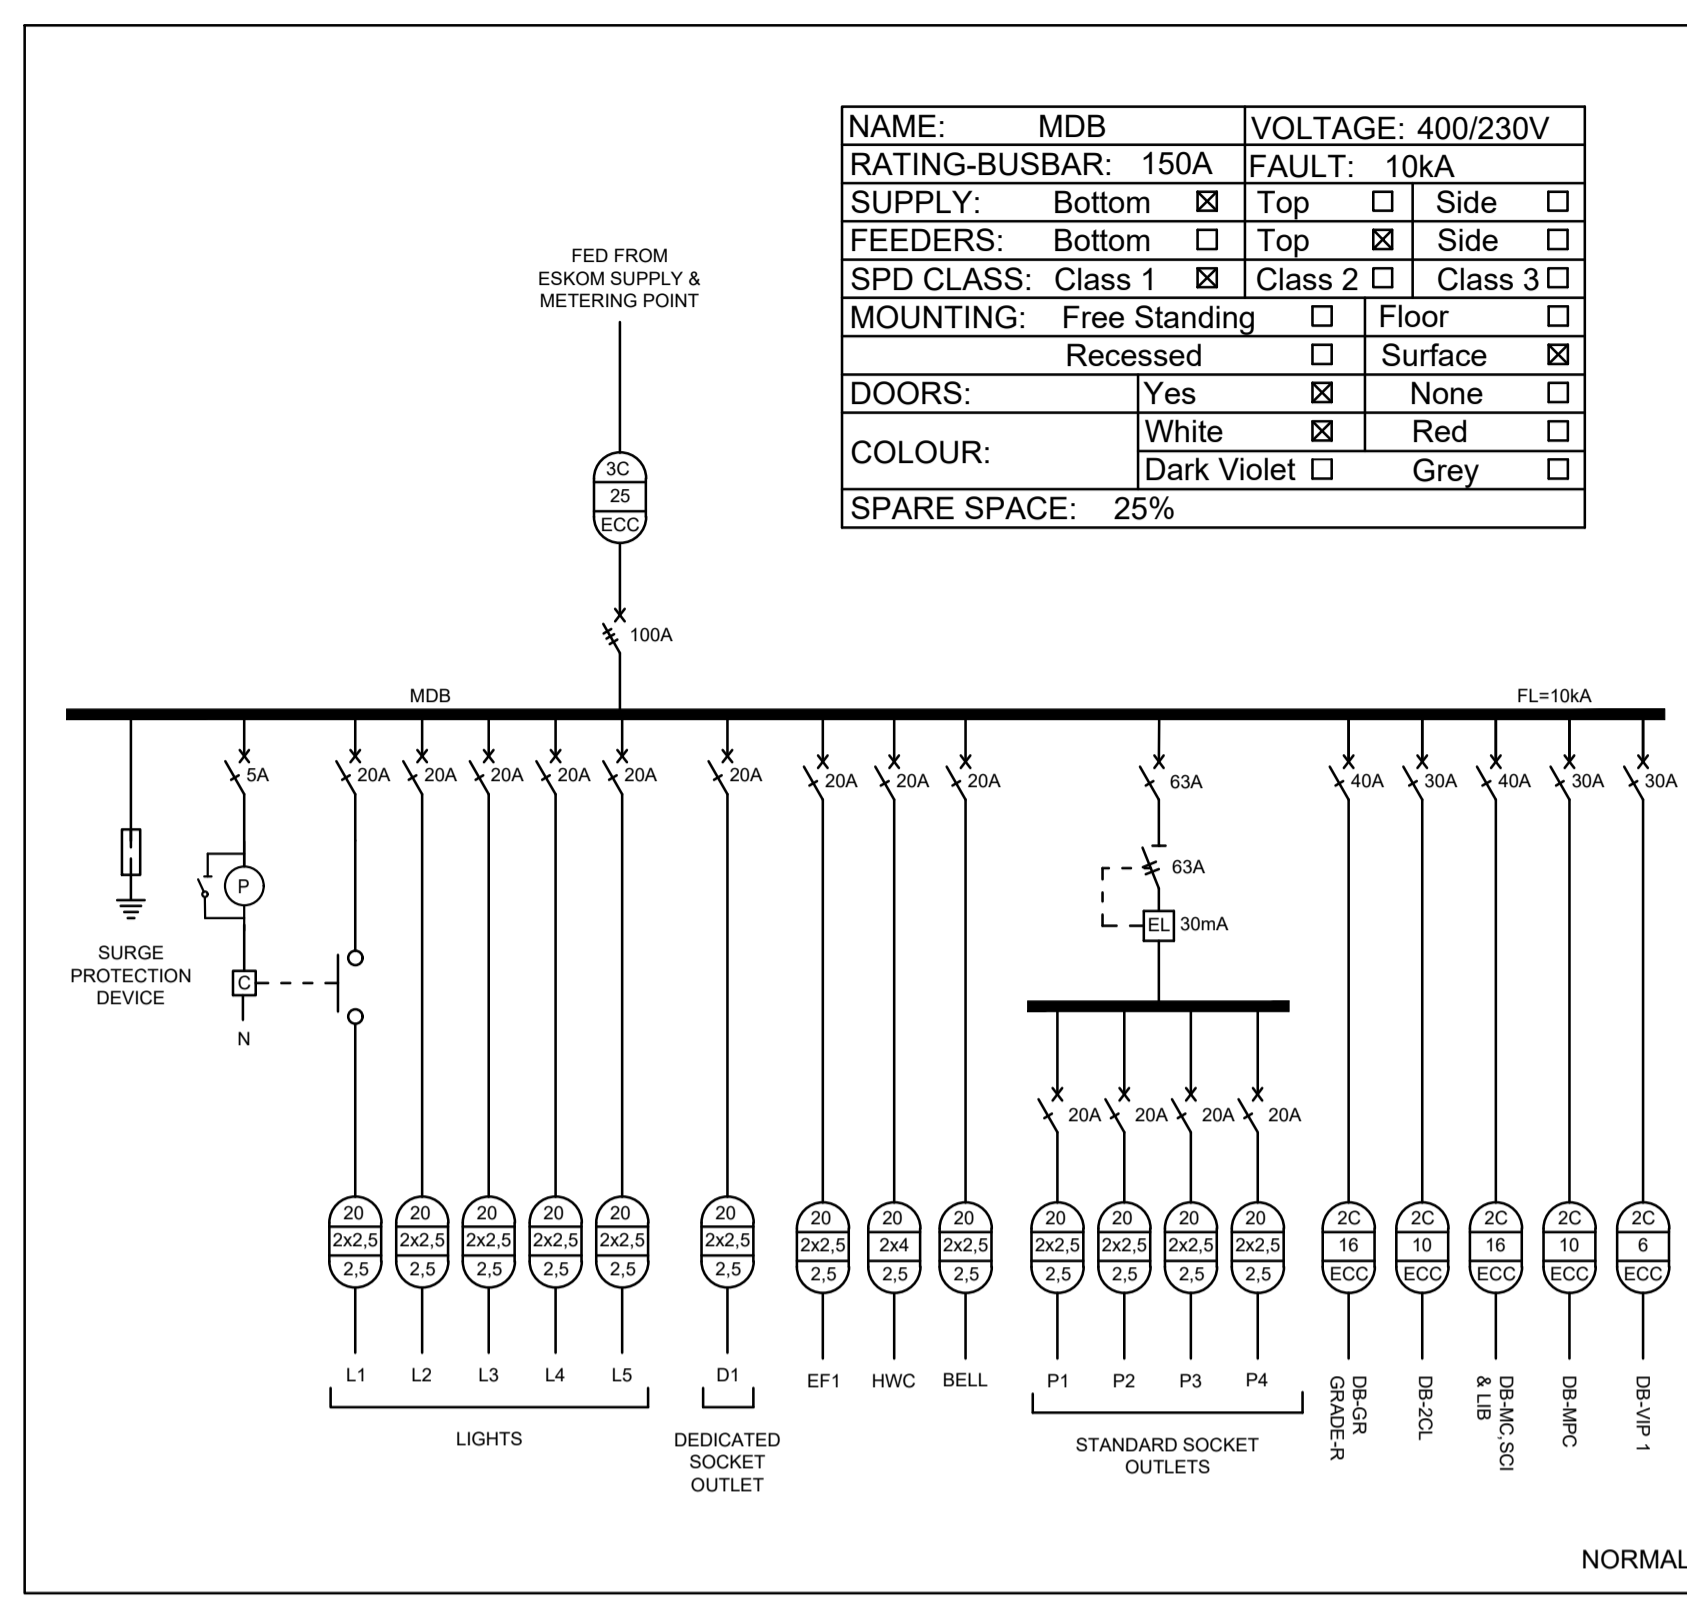 NAME: MDB VOLTAGE: 400/230V
RATING-BUSBAR: 150A FAULT: 10kA
SUPPLY: Bottom Top Side
FEEDERS: Bottom Top Side
SPD CLASS: Class 1 Class 2 Class 3
MOUNTING: Free Standing Floor
Recessed Surface
DOORS: Yes None
COLOUR: White Red
Dark Violet Grey
SPARE SPACE: 25%
FED FROM
ESKOM SUPPLY &
METERING POINT
3C
25
ECC
100A
MDB FL=10kA
5A 20A 20A 20A 20A 20A 20A 20A 20A 20A 63A 40A 30A 40A 30A 30A
63A
P
EL 30mA
SURGE
PROTECTION
DEVICE
C
N
20A 20A 20A 20A
20 20 20 20 20 20 20 20 20 20 20 20 20 2C 2C 2C 2C 2C
2x2,5 2x2,5 2x2,5 2x2,5 2x2,5 2x2,5 2x2,5 2x4 2x2,5 2x2,5 2x2,5 2x2,5 2x2,5 16 10 16 10 6
2,5 2,5 2,5 2,5 2,5 2,5 2,5 2,5 2,5 2,5 2,5 2,5 2,5 ECC ECC ECC ECC ECC
L1 L2 L3 L4 L5 D1 EF1 HWC BELL P1 P2 P3 P4
DB-GR
GRADE-R
DB-2CL
DB-MC,SCI
& LIB
DB-MPC
DB-VIP 1
LIGHTS
DEDICATED
SOCKET
OUTLET
STANDARD SOCKET
OUTLETS
NORMAL